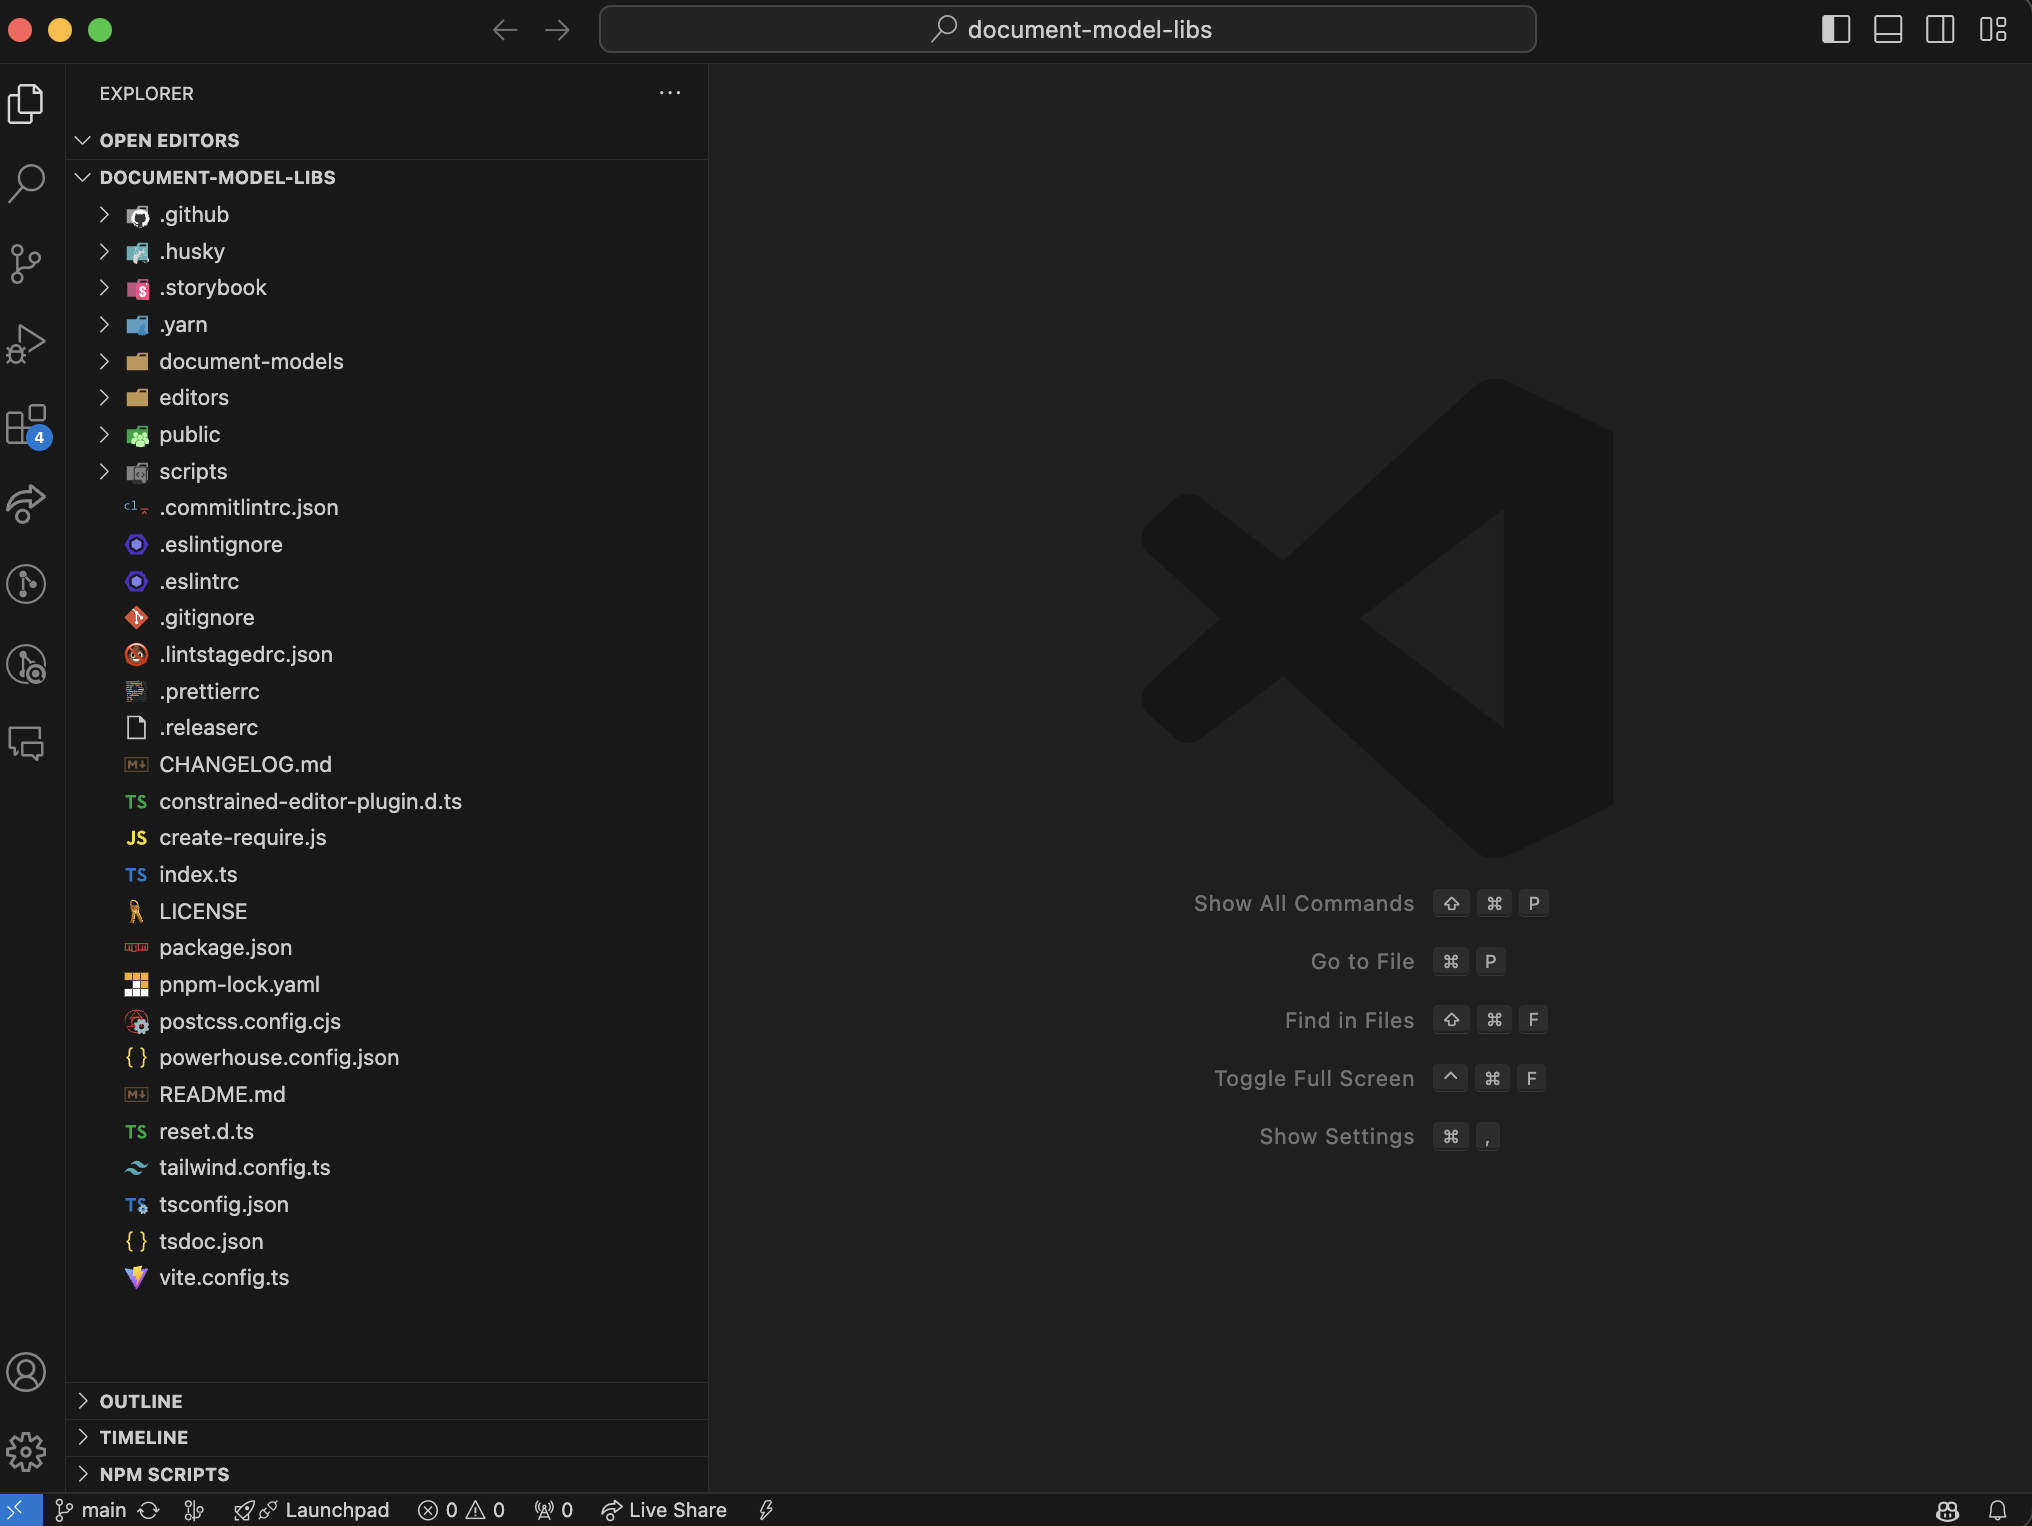 document-model-libs
EXPLORER
OPEN EDITORS
DOCUMENT-MODEL-LIBS
.github
.husky
.storybook
.yarn
document-models
editors
public
scripts
.commitlintrc.json
.eslintignore
.eslintrc
.gitignore
.lintstagedrc.json
.prettierrc
.releaserc
CHANGELOG.md
TS constrained-editor-plugin.d.ts
JS create-require.js
TS index.ts
LICENSE
package.json
pnpm-lock.yaml
postcss.config.cjs
{ } powerhouse.config.json
README.md
TS reset.d.ts
tailwind.config.ts
TS tsconfig.json
{ } tsdoc.json
vite.config.ts
OUTLINE
TIMELINE
NPM SCRIPTS
4
Show All Commands ⇧ ⌘ P
Go to File ⌘ P
Find in Files ⇧ ⌘ F
Toggle Full Screen ^ ⌘ F
Show Settings ⌘ ,
main Launchpad 0 0 0 Live Share